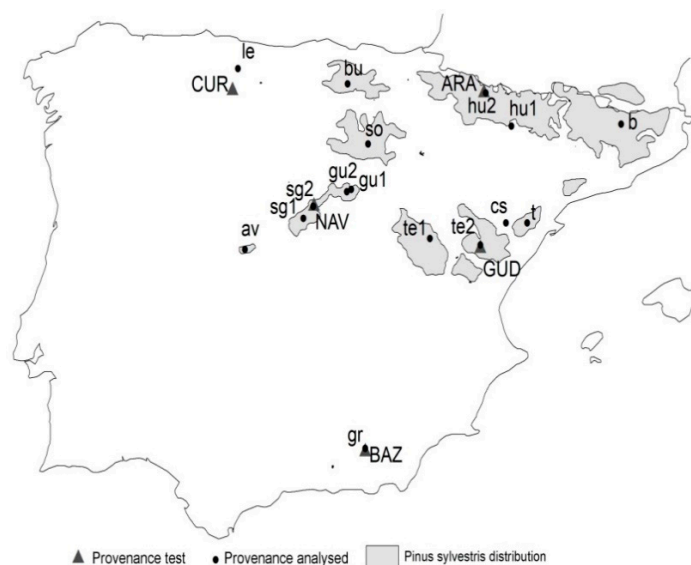 le
CUR
bu
ARA
hu2
hu1
b
so
gu2
gu1
sg2
sg1
NAV
av
cs
t
te1
te2
GUD
gr
BAZ
Provenance test
Provenance analysed
Pinus sylvestris distribution